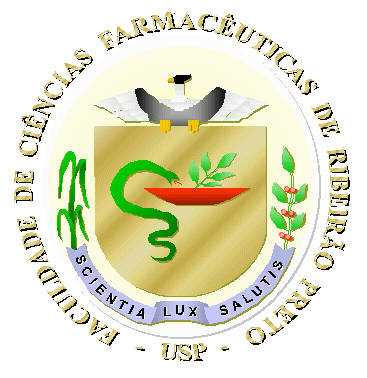 FACULDADE DE CIÊNCIAS FARMACÊUTICAS DE RIBEIRÃO PRETO
- USP -
SCIENTIA LUX SALUTIS